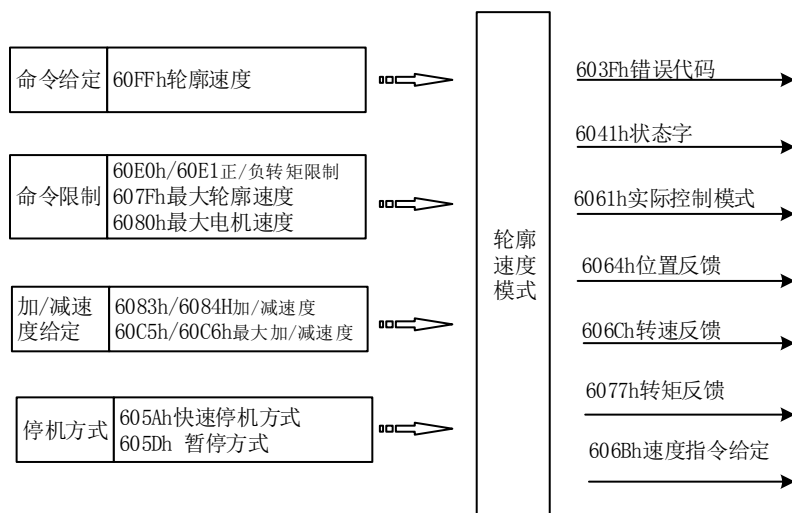 命令给定
60FFh轮廓速度
命令限制
60E0h/60E1正/负转矩限制
607Fh最大轮廓速度
6080h最大电机速度
加/减速
度给定
6083h/6084H加/减速度
60C5h/60C6h最大加/减速度
停机方式
605Ah快速停机方式
605Dh 暂停方式
轮廓
速度
模式
603Fh错误代码
6041h状态字
6061h实际控制模式
6064h位置反馈
606Ch转速反馈
6077h转矩反馈
606Bh速度指令给定